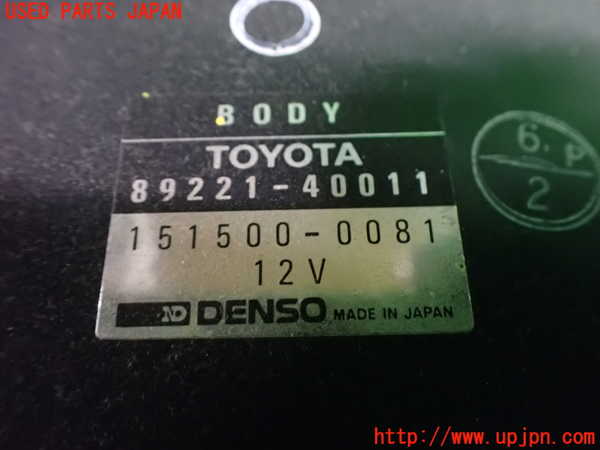 USED PARTS JAPAN
BODY
TOYOTA
89221-40011
151500-0081
12V
ND DENSO MADE IN JAPAN
6. P
2
(C) www.upjpn.com